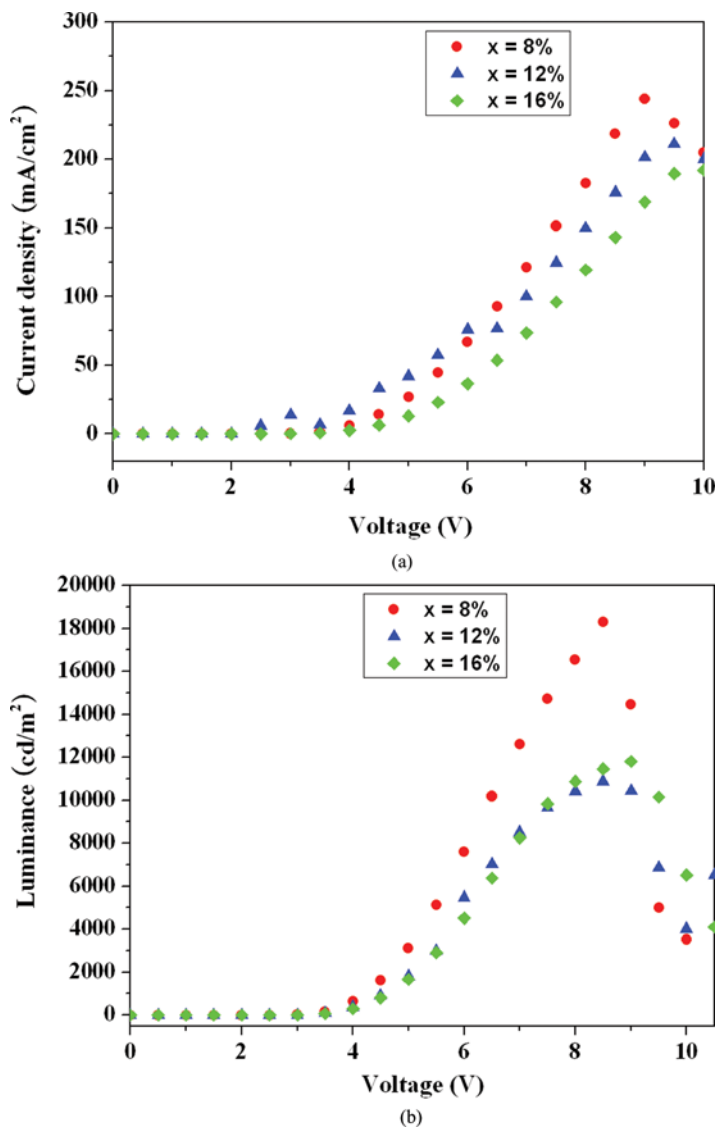 300
250
200
150
100
50
0
Current density (mA/cm²)
x = 8%
x = 12%
x = 16%
0 2 4 6 8 10
Voltage (V)
(a)
20000
18000
16000
14000
12000
10000
8000
6000
4000
2000
0
Luminance (cd/m²)
x = 8%
x = 12%
x = 16%
0 2 4 6 8 10
Voltage (V)
(b)